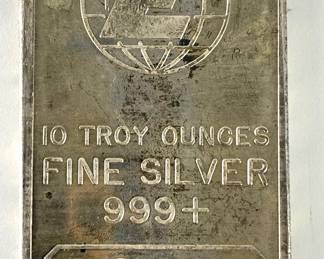 10 TROY OUNCES
FINE SILVER
999+